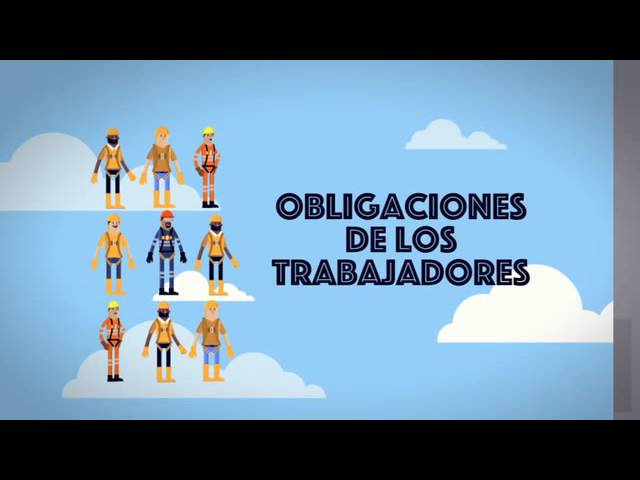 OBLIGACIONES
DE LOS
TRABAJADORES